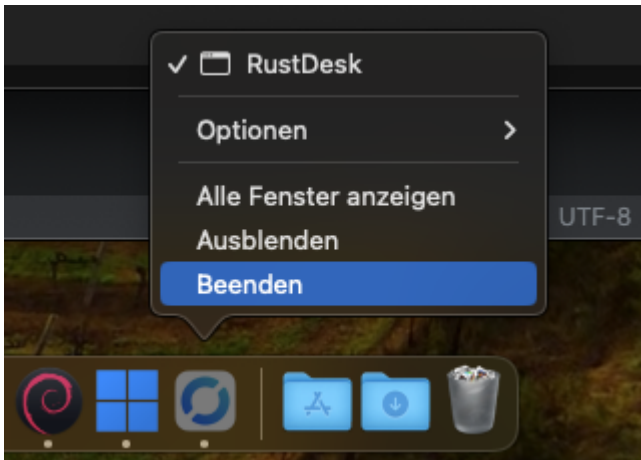 RustDesk
Optionen
Alle Fenster anzeigen
UTF-8
Ausblenden
Beenden